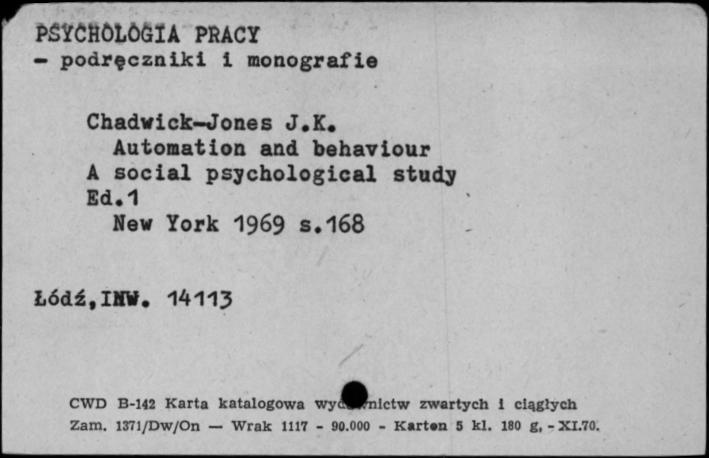 PSYCHOLOGIA PRACY
- podręczniki i monografie
Chadwick-Jones J.K.
Automation and behaviour
A social psychological study
Ed.1
New York 1969 s.168
Łódź,INW. 14113
CWD B-142 Karta katalogowa zwartych i ciągłych
Zam. 1371/Dw/On — Wrak 1117 - 90.000 - Karton 5 kl. 180 g, - XI.70.